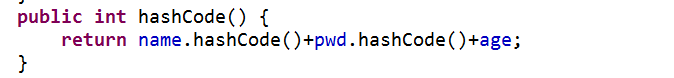 public int hashCode() {
    return name.hashCode()+pwd.hashCode()+age;
}